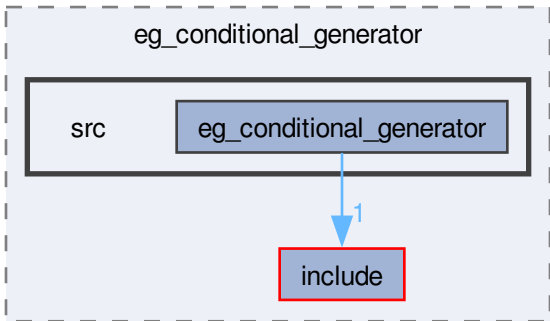 eg_conditional_generator
src
eg_conditional_generator
1
include